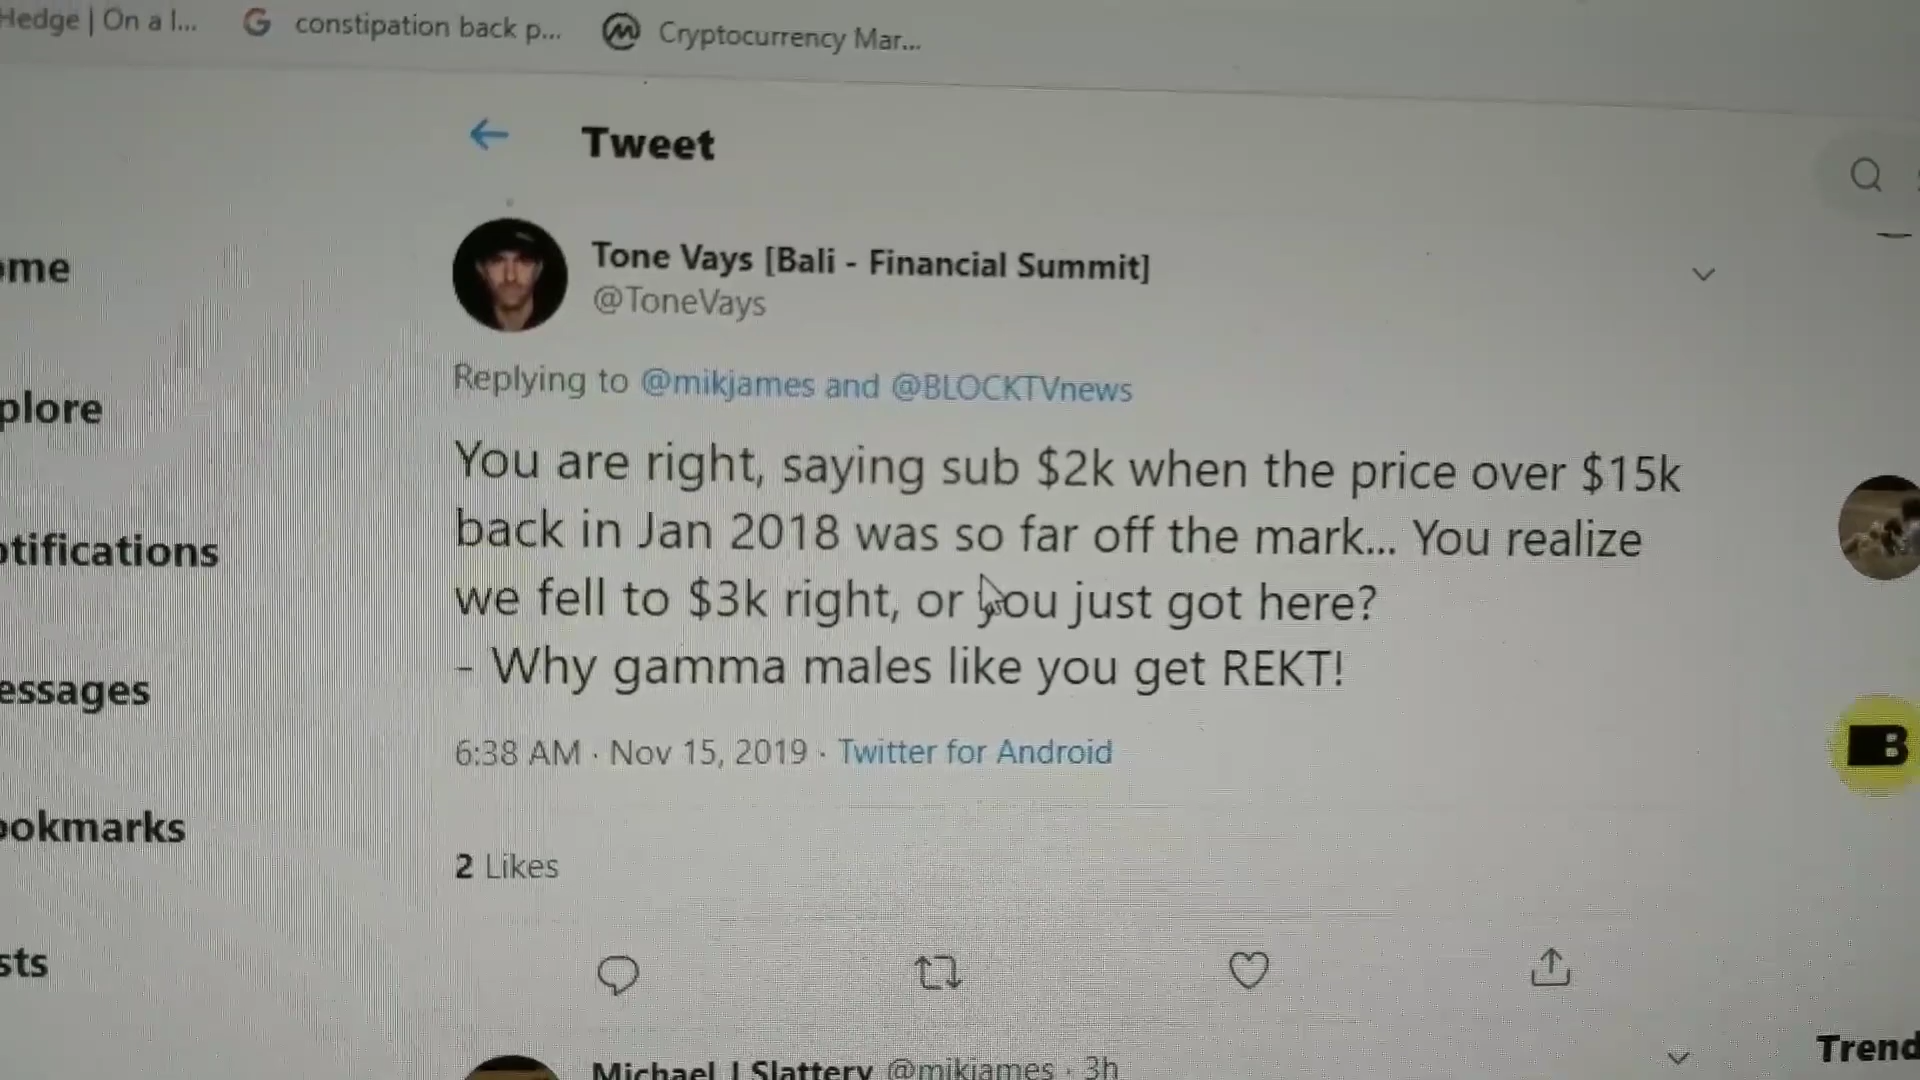 Hedge | On a l...
constipation back p...
Cryptocurrency Mar...
Tweet
Tone Vays [Bali - Financial Summit]
@ToneVays
Replying to @mikjames and @BLOCKTVnews
You are right, saying sub $2k when the price over $15k
back in Jan 2018 was so far off the mark... You realize
we fell to $3k right, or you just got here?
- Why gamma males like you get REKT!
6:38 AM · Nov 15, 2019 · Twitter for Android
2 Likes
Michael J Slattery @mikjames · 3h
ome
plore
otifications
essages
ookmarks
sts
B
Trend